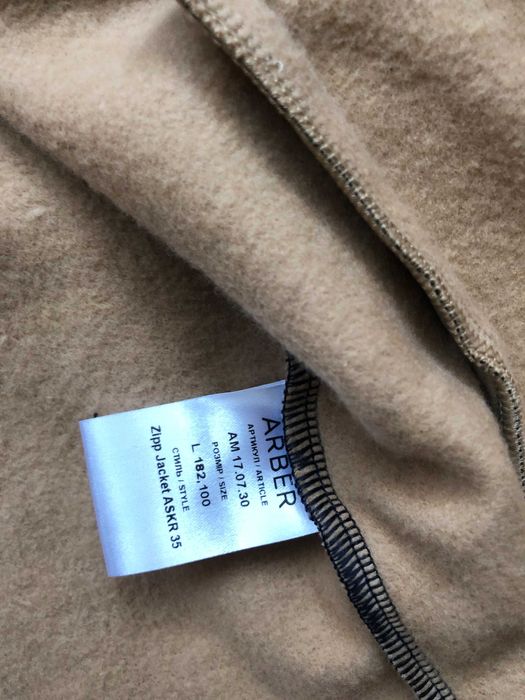 ARBER
АРТИКУЛ / ARTICLE
AM 17.07.30
РОЗМІР / SIZE
L 182,100
СТИЛЬ / STYLE
Zipp Jacket ASKR 35